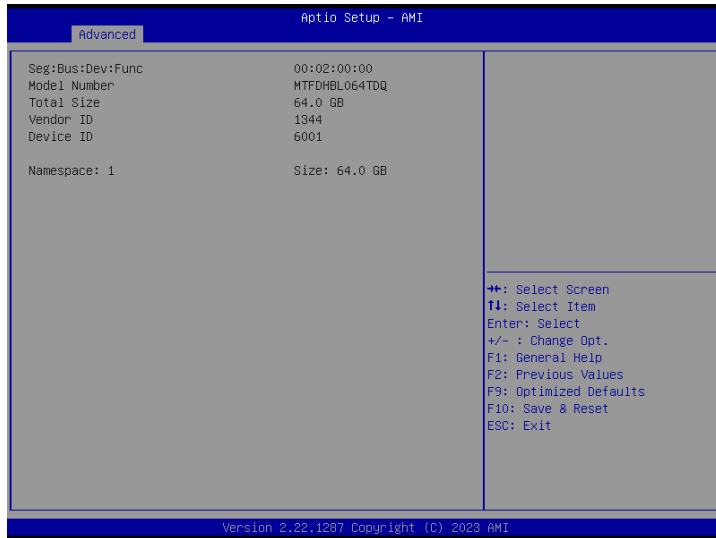 Aptio Setup – AMI
Advanced
Seg:Bus:Dev:Func 00:02:00:00
Model Number MTFDHBL064TDQ
Total Size 64.0 GB
Vendor ID 1344
Device ID 6001
Namespace: 1 Size: 64.0 GB
→←: Select Screen
↑↓: Select Item
Enter: Select
+/- : Change Opt.
F1: General Help
F2: Previous Values
F9: Optimized Defaults
F10: Save & Reset
ESC: Exit
Version 2.22.1287 Copyright (C) 2023 AMI